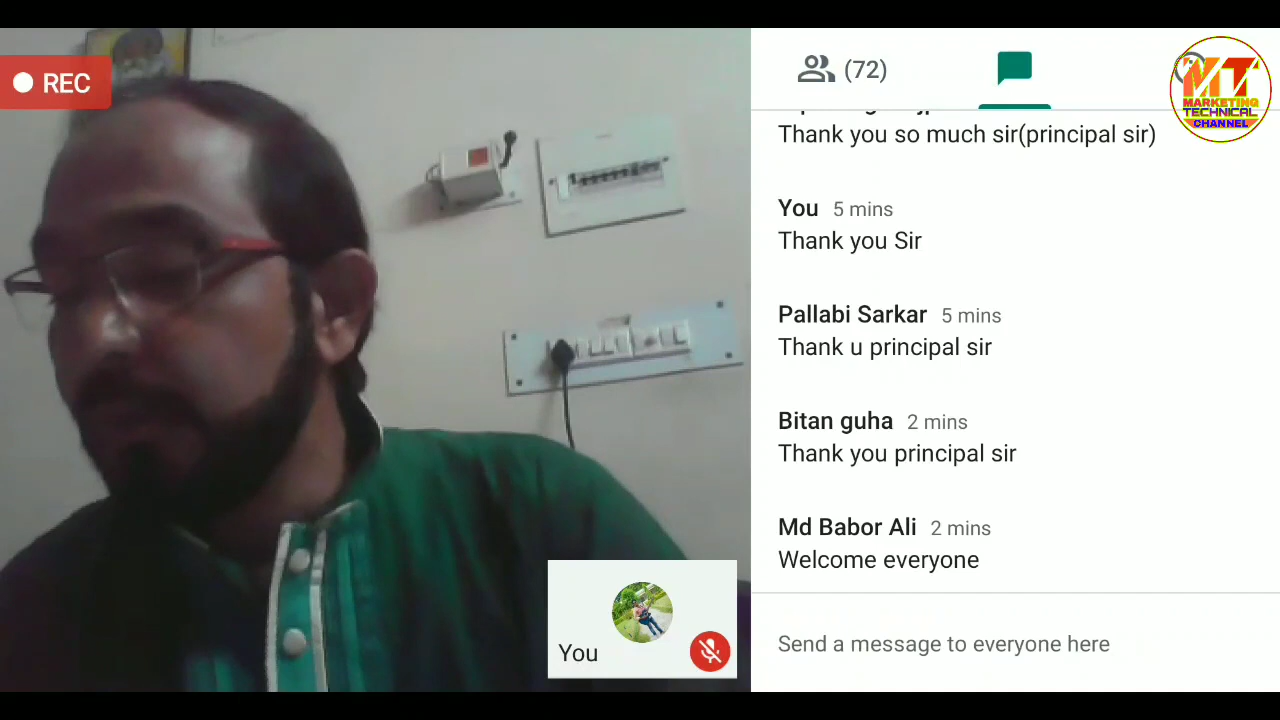 REC
(72)
MT
MARKETING
TECHNICAL
CHANNEL
Thank you so much sir(principal sir)
You 5 mins
Thank you Sir
Pallabi Sarkar 5 mins
Thank u principal sir
Bitan guha 2 mins
Thank you principal sir
Md Babor Ali 2 mins
Welcome everyone
You
Send a message to everyone here